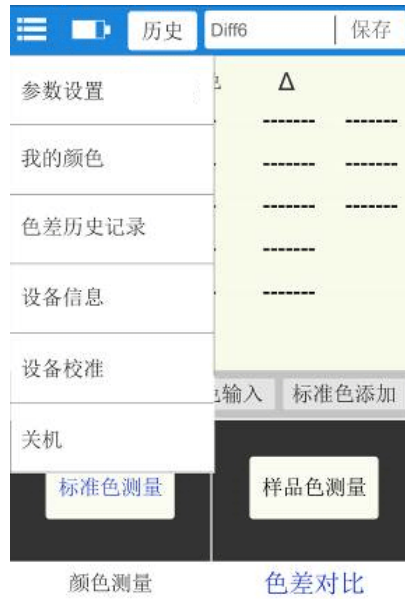 历史 Diff6 保存
参数设置 Δ
------- -------
我的颜色 ------- -------
色差历史记录 ------- -------
-------
设备信息 -------
设备校准
输入 标准色添加
关机
标准色测量 样品色测量
颜色测量 色差对比